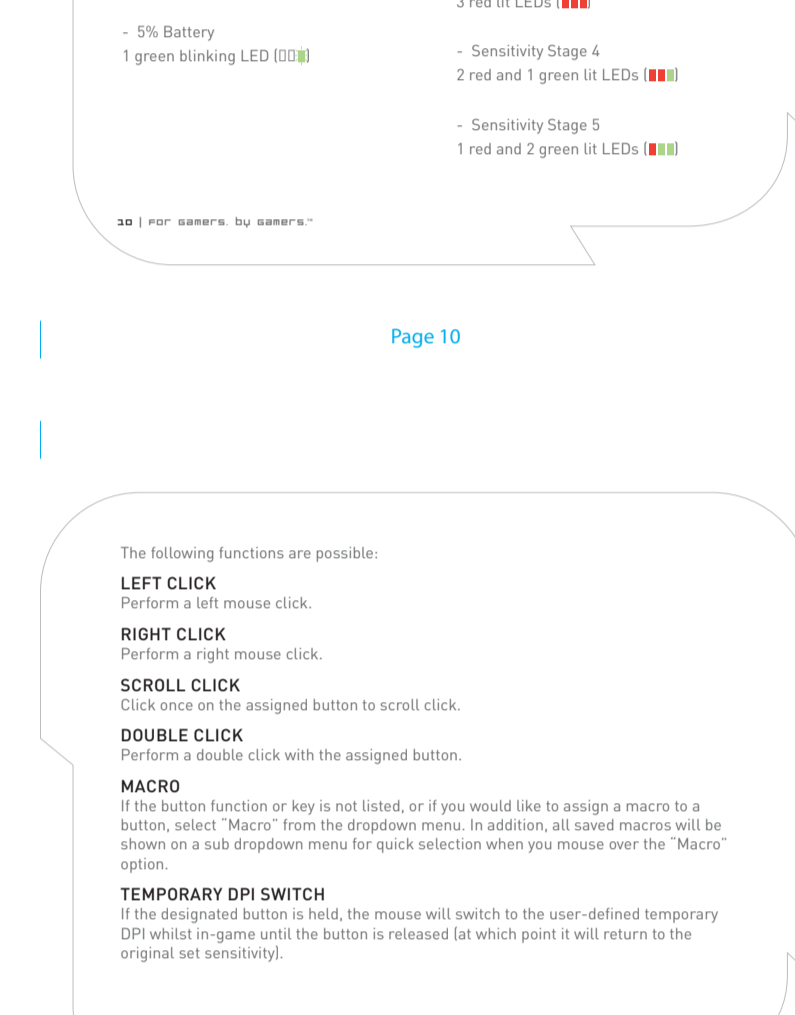 - 5% Battery
1 green blinking LED ()
3 red lit LEDs ()
- Sensitivity Stage 4
2 red and 1 green lit LEDs ()
- Sensitivity Stage 5
1 red and 2 green lit LEDs ()
10 | For Gamers. By Gamers.™
Page 10
The following functions are possible:
LEFT CLICK
Perform a left mouse click.
RIGHT CLICK
Perform a right mouse click.
SCROLL CLICK
Click once on the assigned button to scroll click.
DOUBLE CLICK
Perform a double click with the assigned button.
MACRO
If the button function or key is not listed, or if you would like to assign a macro to a
button, select “Macro” from the dropdown menu. In addition, all saved macros will be
shown on a sub dropdown menu for quick selection when you mouse over the “Macro”
option.
TEMPORARY DPI SWITCH
If the designated button is held, the mouse will switch to the user-defined temporary
DPI whilst in-game until the button is released (at which point it will return to the
original set sensitivity).